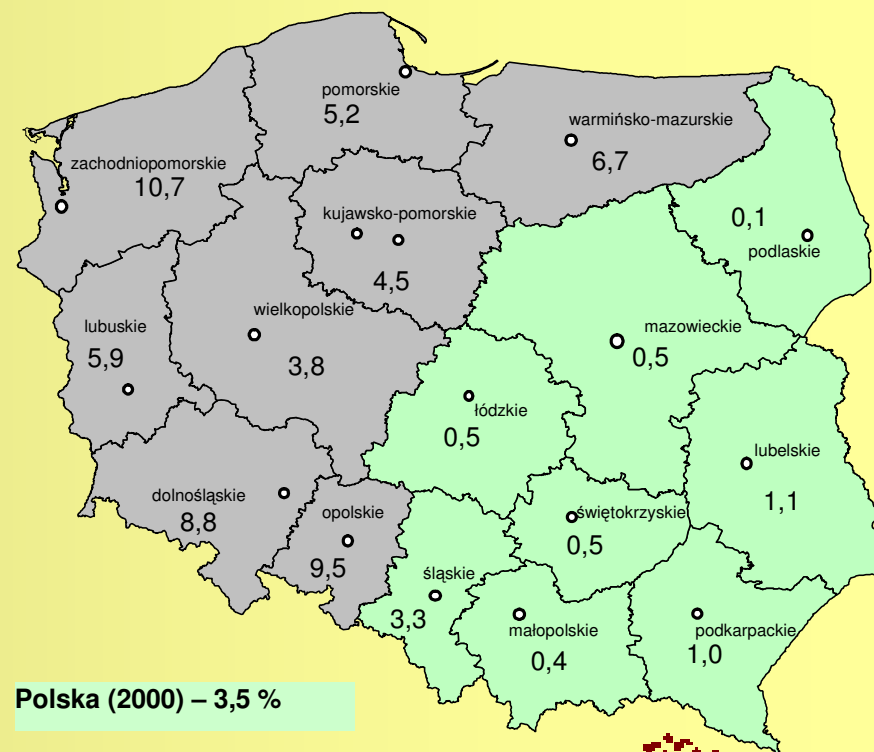 pomorskie
5,2
warmińsko-mazurskie
6,7
zachodniopomorskie
10,7
kujawsko-pomorskie
4,5
0,1
podlaskie
wielkopolskie
3,8
lubuskie
5,9
mazowieckie
0,5
łódzkie
0,5
lubelskie
1,1
dolnośląskie
8,8
opolskie
9,5
świętokrzyskie
0,5
śląskie
3,3
małopolskie
0,4
podkarpackie
1,0
Polska (2000) – 3,5 %